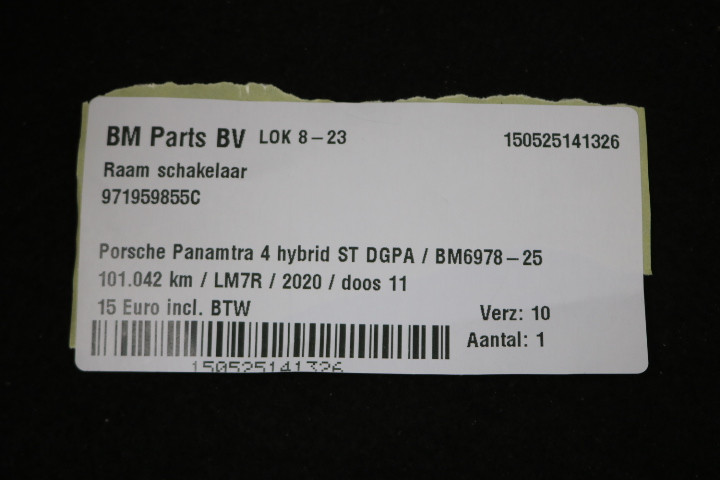 BM Parts BV LOK 8-23 150525141326
Raam schakelaar
971959855C
Porsche Panamtra 4 hybrid ST DGPA / BM6978-25
101.042 km / LM7R / 2020 / doos 11
15 Euro incl. BTW
Verz: 10
Aantal: 1
150525141326